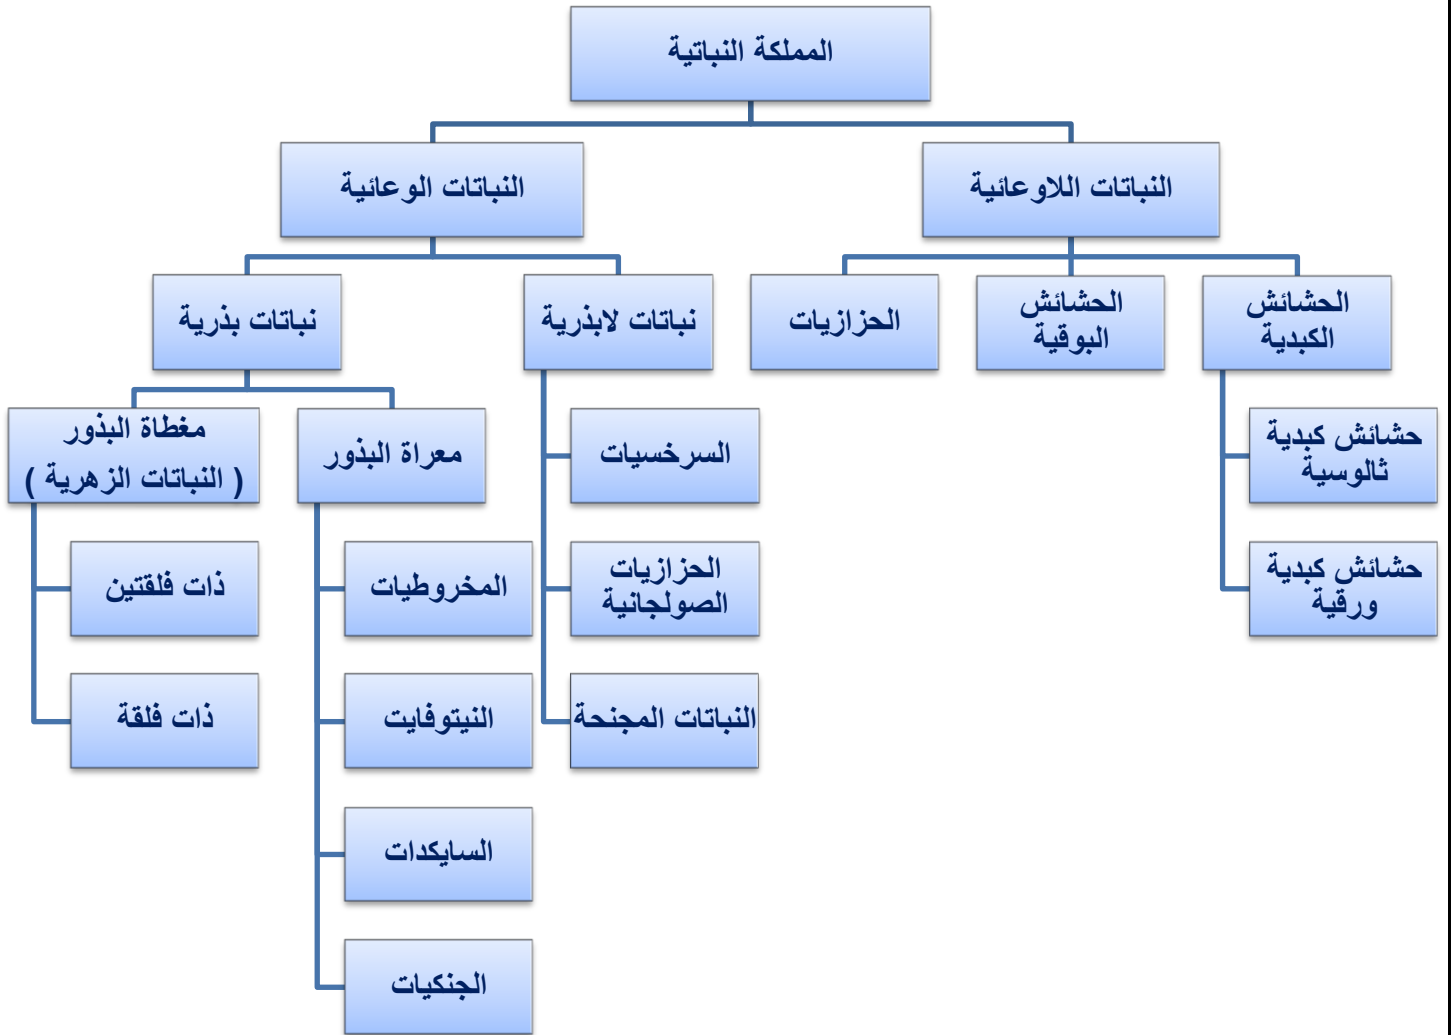 المملكة النباتية
النباتات اللاوعائية
النباتات الوعائية
الحشائش
الكبدية
الحشائش
البوقية
الحزازيات
نباتات لابذرية
نباتات بذرية
حشائش كبدية
ثالوسية
حشائش كبدية
ورقية
السرخسيات
الحزازيات
الصولجانية
النباتات المجنحة
معراة البذور
المخروطيات
النيتوفايت
السايكدات
الجنكيات
مغطاة البذور
( النباتات الزهرية )
ذات فلقتين
ذات فلقة